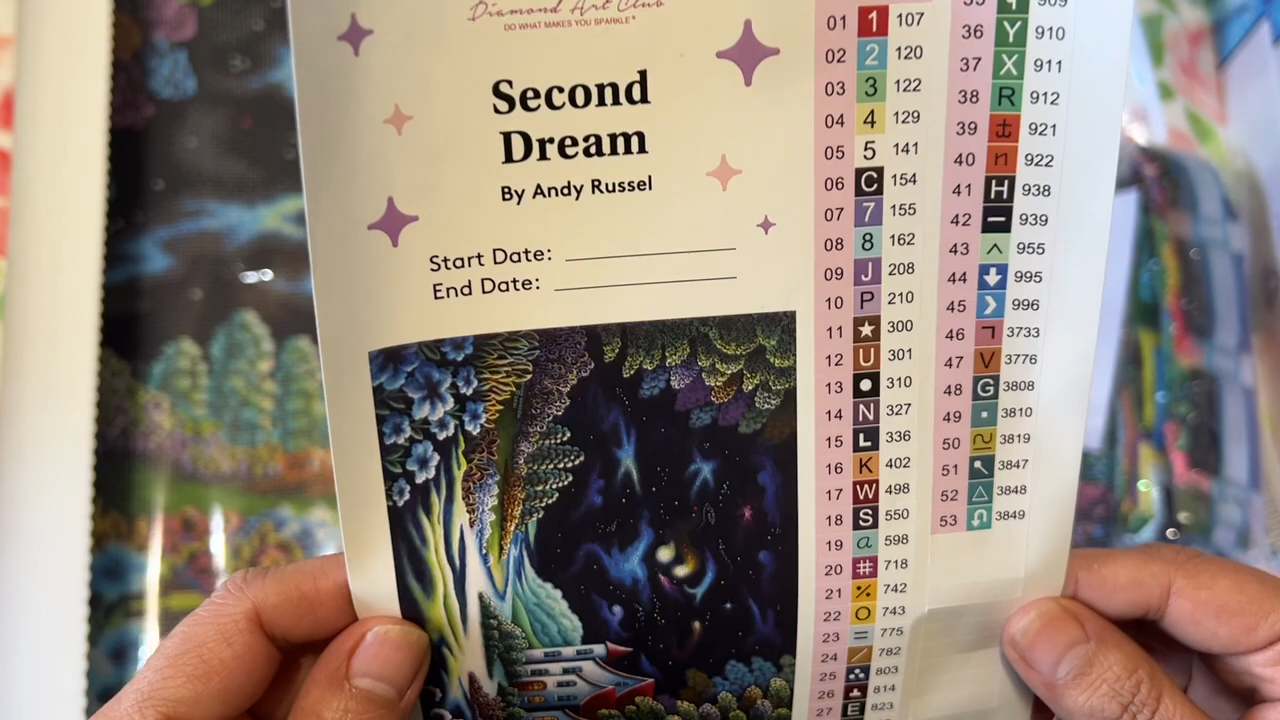 Diamond Art Club
DO WHAT MAKES YOU SPARKLE®
Second
Dream
By Andy Russel
Start Date:
End Date:
01 1 107
02 2 120
03 3 122
04 4 129
05 5 141
06 C 154
07 7 155
08 8 162
09 J 208
10 P 210
11 ★ 300
12 U 301
13 ● 310
14 N 327
15 L 336
16 K 402
17 W 498
18 S 550
19 a 598
20 # 718
21 ٪ 742
22 O 743
23 = 775
24 / 782
25 803
26 814
27 E 823
909
36 Y 910
37 X 911
38 R 912
39 ⚓ 921
40 n 922
41 H 938
42 – 939
43 ^ 955
44 ⬇ 995
45 ❯ 996
46 ㄱ 3733
47 V 3776
48 G 3808
49 ▪ 3810
50 3819
51 3847
52 △ 3848
53 3849